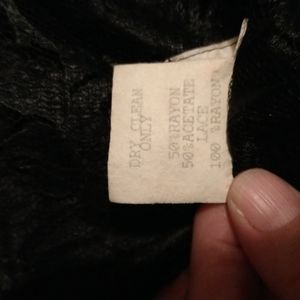 DRY CLEAN
ONLY
50%RAYON
50%ACETATE
LACE
100 %RAYON